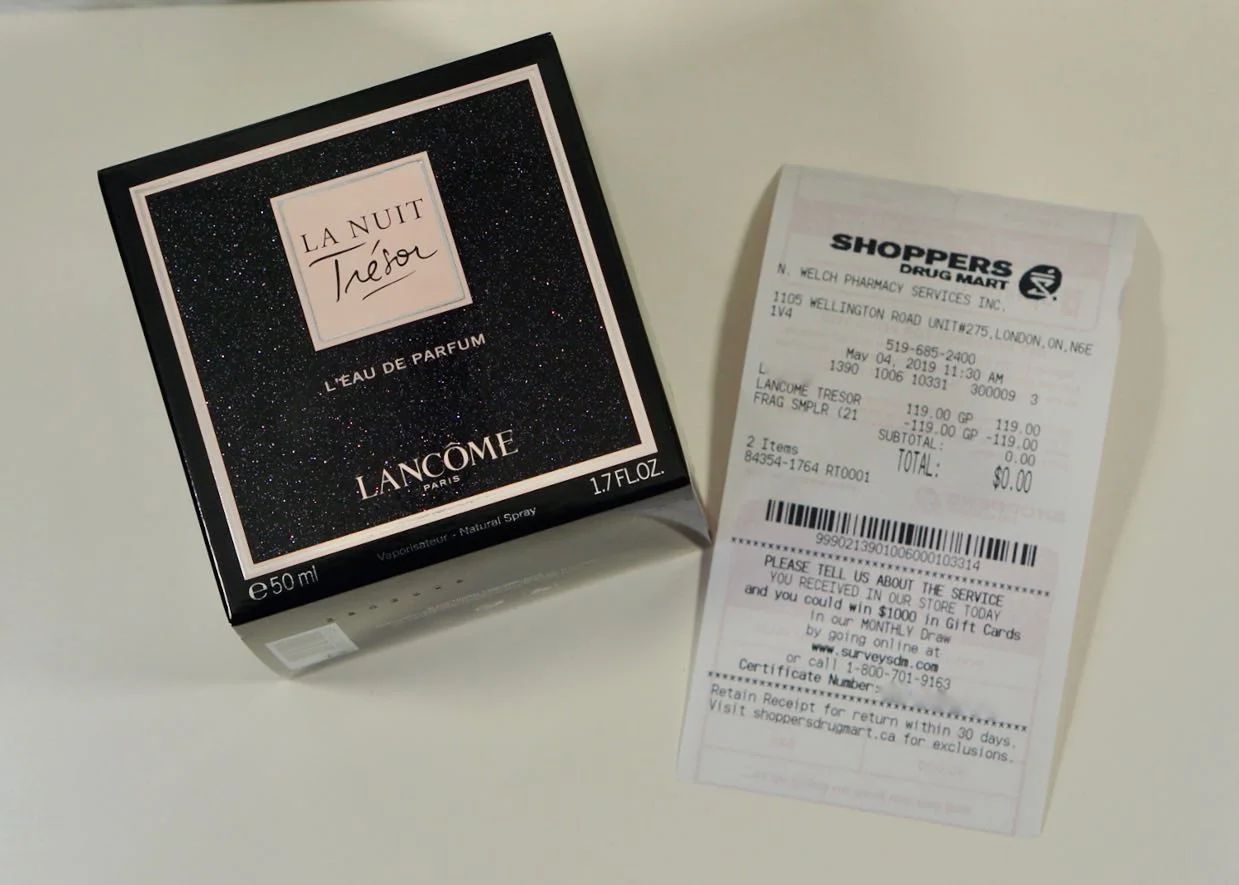 LA NUIT
Trésor
L'EAU DE PARFUM
LANCÔME
PARIS
1.7 FL.OZ.
Vaporisateur - Natural Spray
℮50 ml
SHOPPERS
DRUG MART
N. WELCH PHARMACY SERVICES INC.
1105 WELLINGTON ROAD UNIT#275,LONDON,ON,N6E
1V4
519-685-2400
May 04, 2019 11:30 AM
L 1390 1006 10331 300009 3
LANCOME TRESOR 119.00 GP 119.00
FRAG SMPLR (21 -119.00 GP -119.00
SUBTOTAL: 0.00
2 Items TOTAL: $0.00
84354-1764 RT0001
9990213901006000103314
PLEASE TELL US ABOUT THE SERVICE
YOU RECEIVED IN OUR STORE TODAY
and you could win $1000 in Gift Cards
in our MONTHLY Draw
by going online at
www.surveysdm.com
or call 1-800-701-9163
Certificate Number:
Retain Receipt for return within 30 days.
Visit shoppersdrugmart.ca for exclusions.